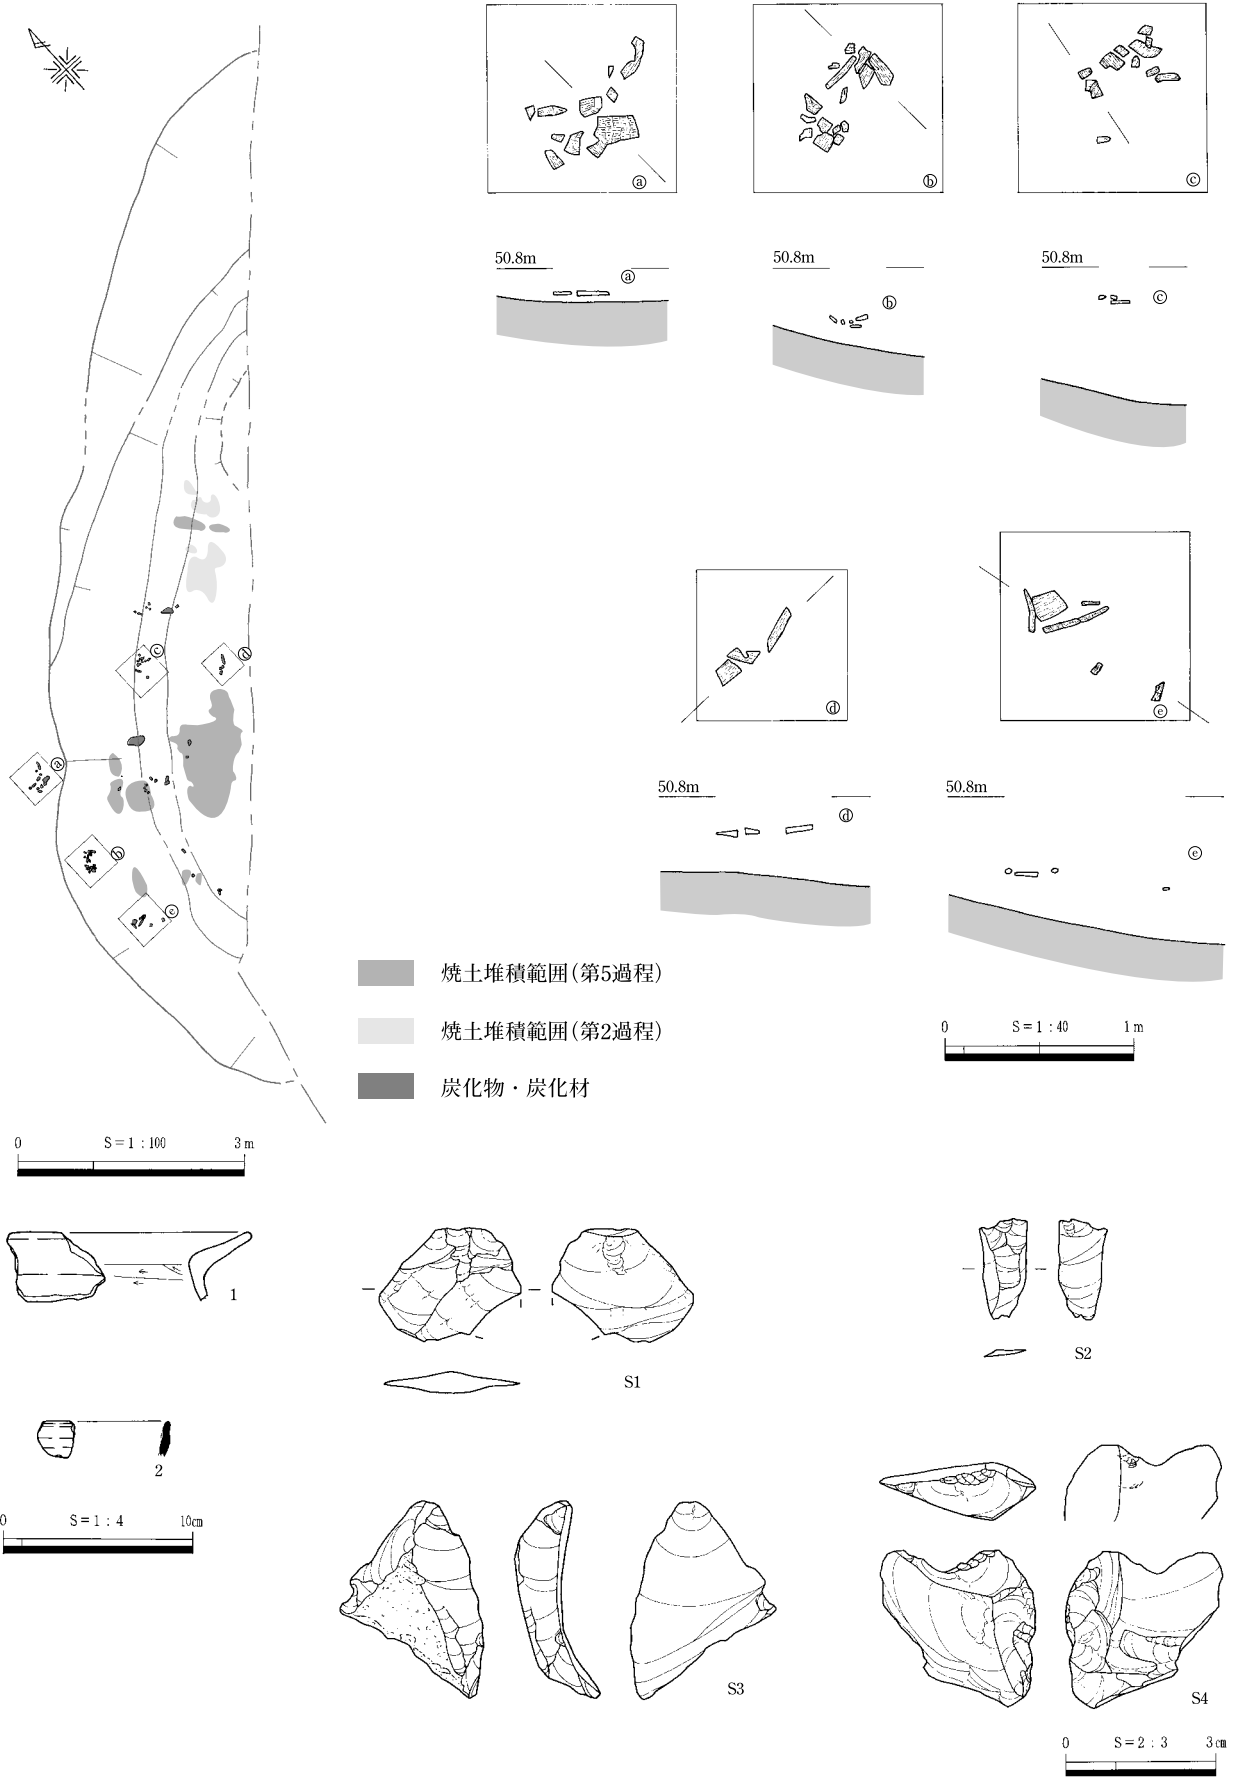 ⓐ
ⓑ
ⓒ
50.8m
ⓐ
50.8m
ⓑ
50.8m
ⓒ
ⓒ
ⓓ
ⓐ
ⓑ
ⓔ
ⓓ
ⓔ
50.8m
ⓓ
50.8m
ⓔ
焼土堆積範囲(第5過程)
焼土堆積範囲(第2過程)
炭化物・炭化材
0 S=1:40 1m
0 S=1:100 3m
1
S1
S2
2
0 S=1:4 10cm
S3
S4
0 S=2:3 3cm